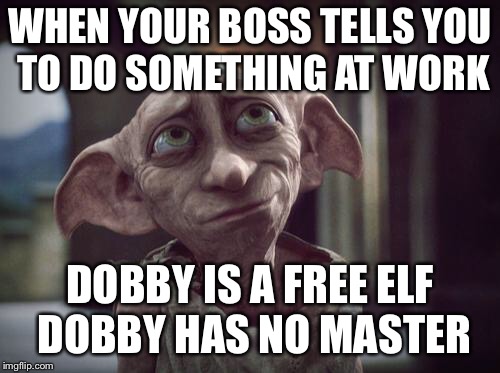 WHEN YOUR BOSS TELLS YOU
TO DO SOMETHING AT WORK
DOBBY IS A FREE ELF
DOBBY HAS NO MASTER
imgflip.com